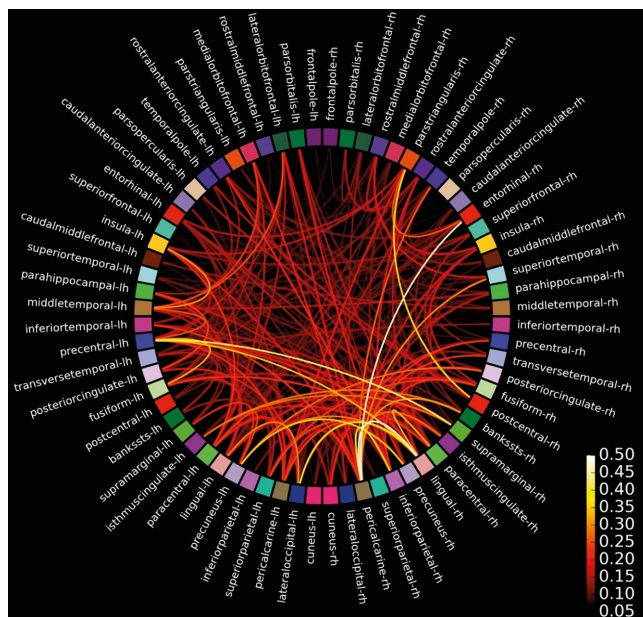 frontalpole-lh
parsorbitalis-lh
lateralorbitofrontal-lh
rostralmiddlefrontal-lh
medialorbitofrontal-lh
parstriangularis-lh
rostralanteriorcingulate-lh
temporalpole-lh
parsopercularis-lh
caudalanteriorcingulate-lh
entorhinal-lh
superiorfrontal-lh
insula-lh
caudalmiddlefrontal-lh
superiortemporal-lh
parahippocampal-lh
middletemporal-lh
inferiortemporal-lh
precentral-lh
transversetemporal-lh
posteriorcingulate-lh
fusiform-lh
postcentral-lh
bankssts-lh
supramarginal-lh
isthmuscingulate-lh
paracentral-lh
lingual-lh
precuneus-lh
inferiorparietal-lh
superiorparietal-lh
pericalcarine-lh
lateraloccipital-lh
cuneus-lh
cuneus-rh
lateraloccipital-rh
pericalcarine-rh
superiorparietal-rh
inferiorparietal-rh
precuneus-rh
lingual-rh
paracentral-rh
isthmuscingulate-rh
supramarginal-rh
bankssts-rh
postcentral-rh
fusiform-rh
posteriorcingulate-rh
transversetemporal-rh
precentral-rh
inferiortemporal-rh
middletemporal-rh
parahippocampal-rh
superiortemporal-rh
caudalmiddlefrontal-rh
insula-rh
superiorfrontal-rh
entorhinal-rh
caudalanteriorcingulate-rh
parsopercularis-rh
temporalpole-rh
rostralanteriorcingulate-rh
parstriangularis-rh
medialorbitofrontal-rh
rostralmiddlefrontal-rh
lateralorbitofrontal-rh
parsorbitalis-rh
frontalpole-rh
0.50
0.45
0.40
0.35
0.30
0.25
0.20
0.15
0.10
0.05